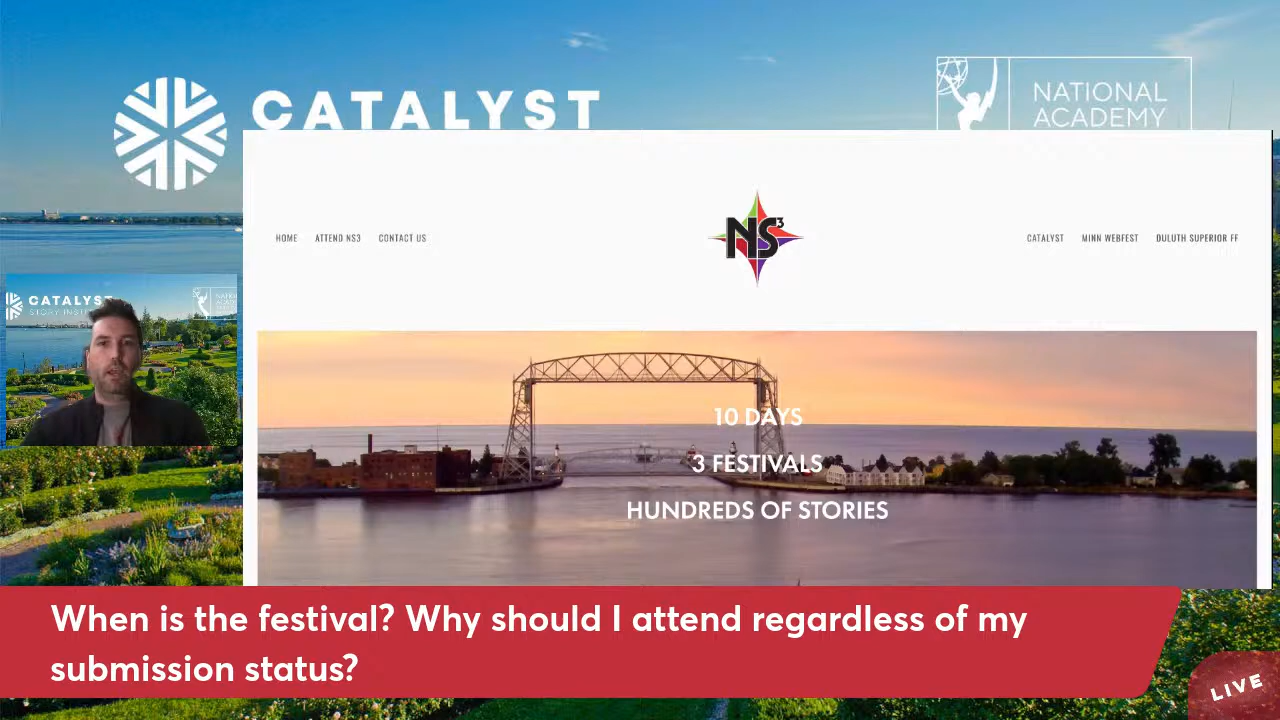 CATALYST
NATIONAL
ACADEMY
HOME ATTEND NS3 CONTACT US
NS3
CATALYST MINN WEBFEST DULUTH SUPERIOR FF
CATALYST
10 DAYS
3 FESTIVALS
HUNDREDS OF STORIES
When is the festival? Why should I attend regardless of my
submission status?
LIVE